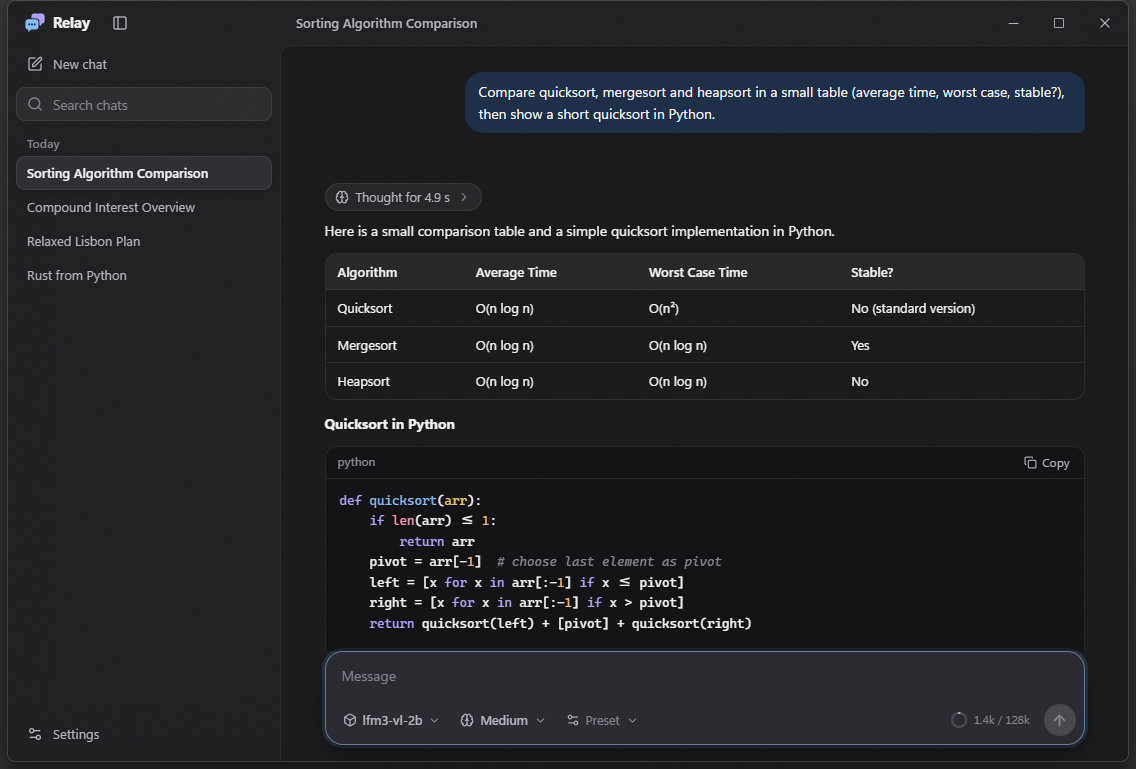 Relay
Sorting Algorithm Comparison
New chat
Search chats
Today
Sorting Algorithm Comparison
Compound Interest Overview
Relaxed Lisbon Plan
Rust from Python
Settings
Compare quicksort, mergesort and heapsort in a small table (average time, worst case, stable?),
then show a short quicksort in Python.
Thought for 4.9 s
Here is a small comparison table and a simple quicksort implementation in Python.
Algorithm Average Time Worst Case Time Stable?
Quicksort O(n log n) O(n²) No (standard version)
Mergesort O(n log n) O(n log n) Yes
Heapsort O(n log n) O(n log n) No
Quicksort in Python
python Copy
def quicksort(arr):
    if len(arr) ≤ 1:
        return arr
    pivot = arr[-1]  # choose last element as pivot
    left = [x for x in arr[:-1] if x ≤ pivot]
    right = [x for x in arr[:-1] if x > pivot]
    return quicksort(left) + [pivot] + quicksort(right)
Message
lfm3-vl-2b Medium Preset 1.4k / 128k